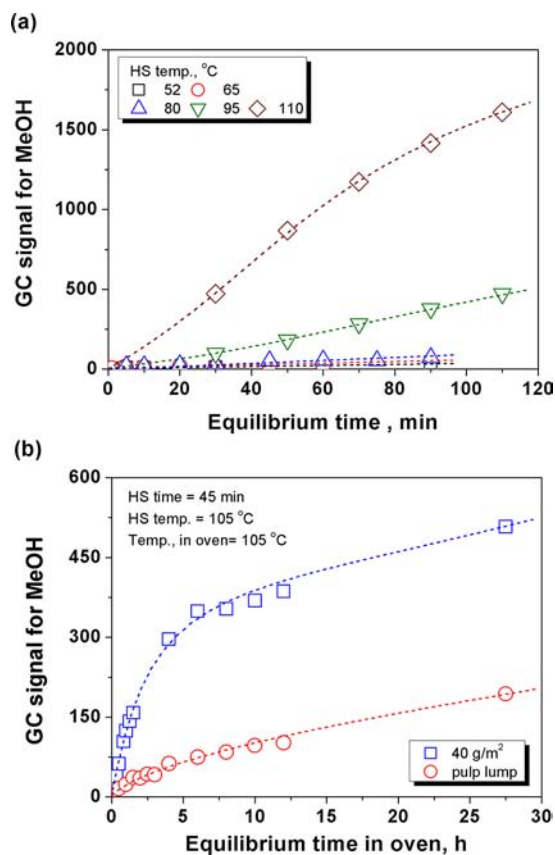 (a)
2000
1500
1000
500
0
GC signal for MeOH
HS temp., °C
52 65
80 95 110
0 20 40 60 80 100 120
Equilibrium time , min
(b)
600
450
300
150
0
GC signal for MeOH
HS time = 45 min
HS temp. = 105 °C
Temp., in oven= 105 °C
40 g/m²
pulp lump
0 5 10 15 20 25 30
Equilibrium time in oven, h